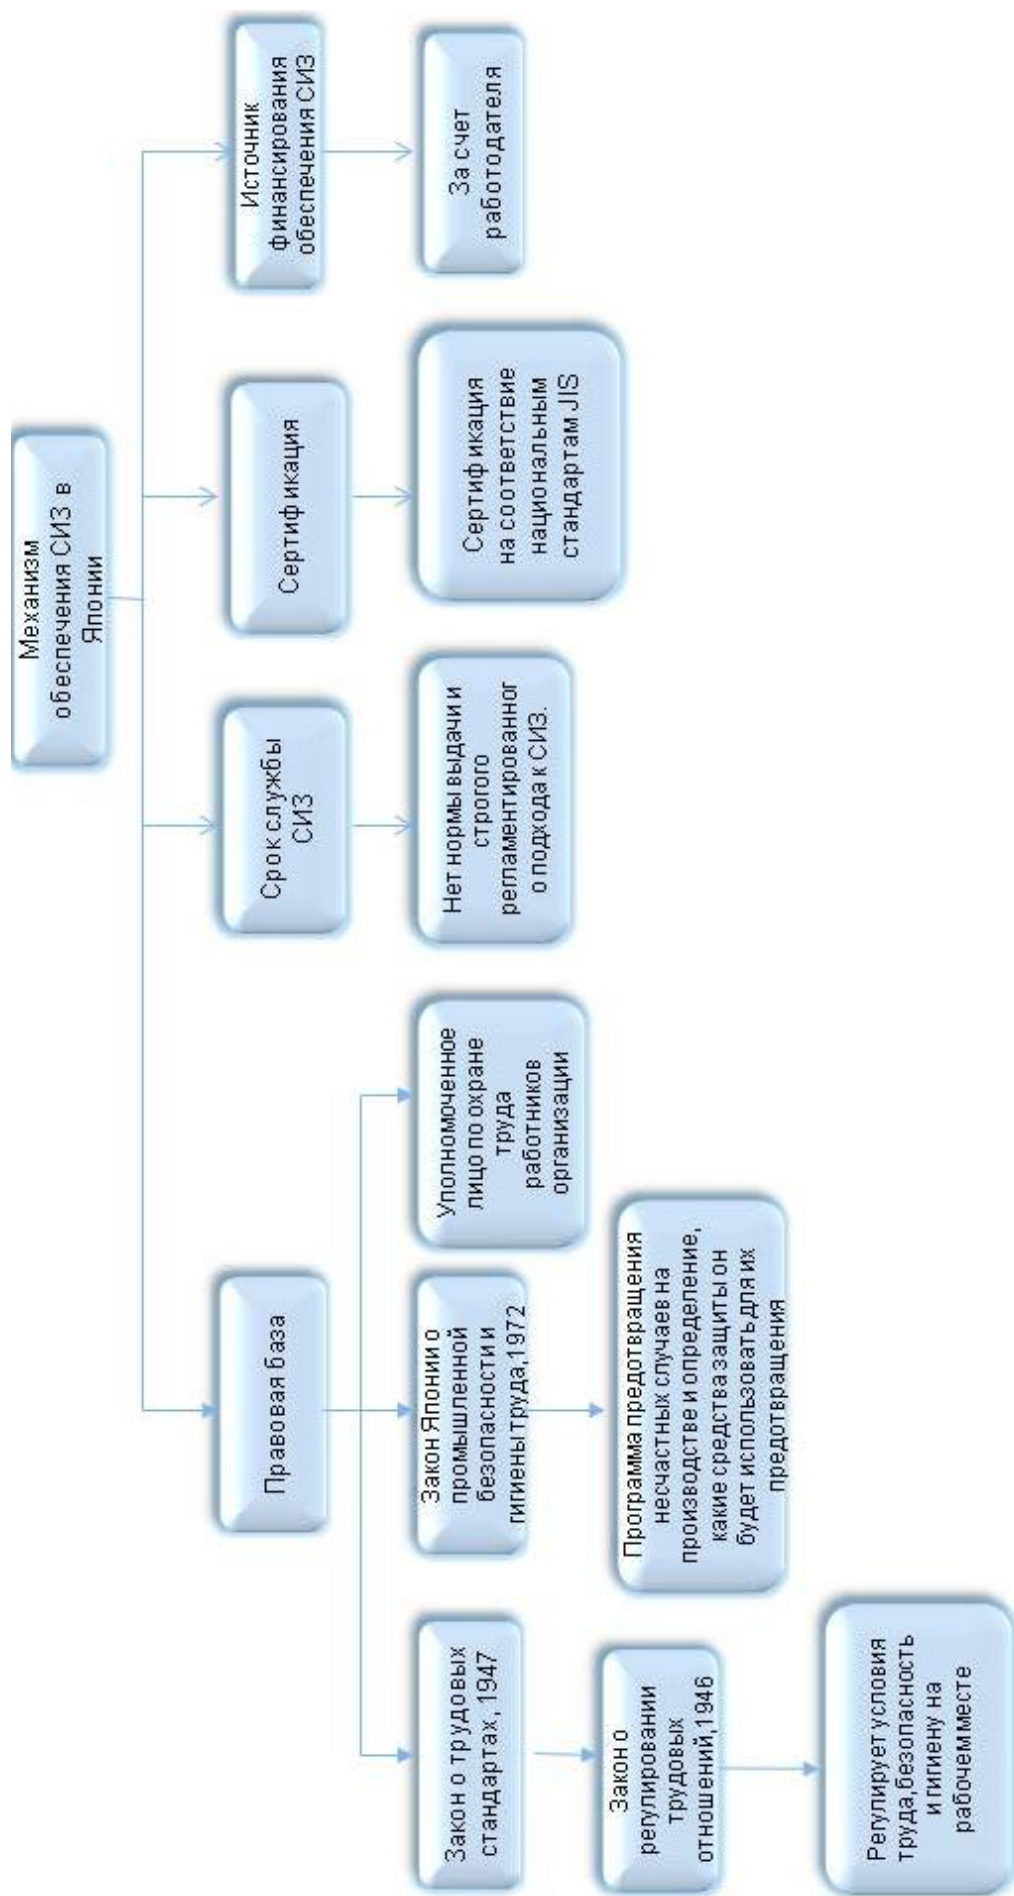 Механизм
обеспечения СИЗ в
Японии
Правовая база
Срок службы
СИЗ
Сертификация
Источник
финансирования
обеспечения СИЗ
Закон о трудовых
стандартах, 1947
Закон Японии о
промышленной
безопасности и
гигиены труда,1972
Уполномоченное
лицо по охране
труда
работников
организации
Нет нормы выдачи и
строгого
регламентированног
о подхода к СИЗ.
Сертификация
на соответствие
национальным
стандартам JIS
За счет
работодателя
Закон о
регулировании
трудовых
отношений,1946
Программа предотвращения
несчастных случаев на
производстве и определение,
какие средства защиты он
будет использовать для их
предотвращения
Регулирует условия
труда,безопасность
и гигиену на
рабочем месте